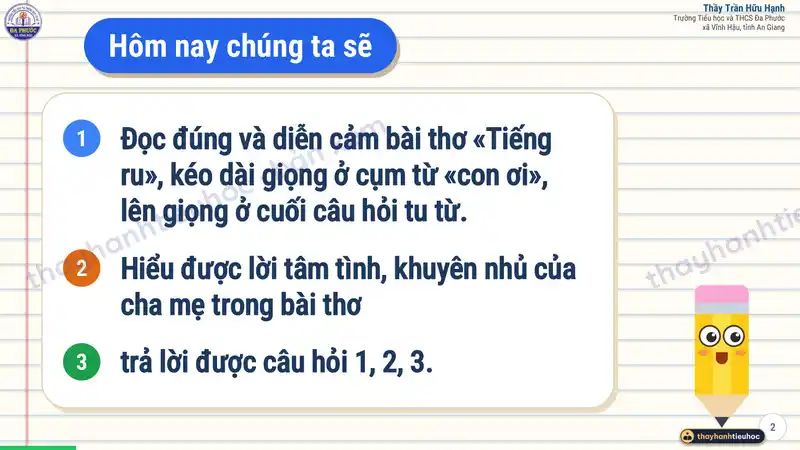 Thầy Trần Hữu Hạnh
Trường Tiểu học và THCS Đa Phước
xã Vĩnh Hậu, tỉnh An Giang
ĐA PHƯỚC
Hôm nay chúng ta sẽ
1 Đọc đúng và diễn cảm bài thơ «Tiếng
ru», kéo dài giọng ở cụm từ «con ơi»,
lên giọng ở cuối câu hỏi tu từ.
2 Hiểu được lời tâm tình, khuyên nhủ của
cha mẹ trong bài thơ
3 trả lời được câu hỏi 1, 2, 3.
thayhanhtieuhoc
2